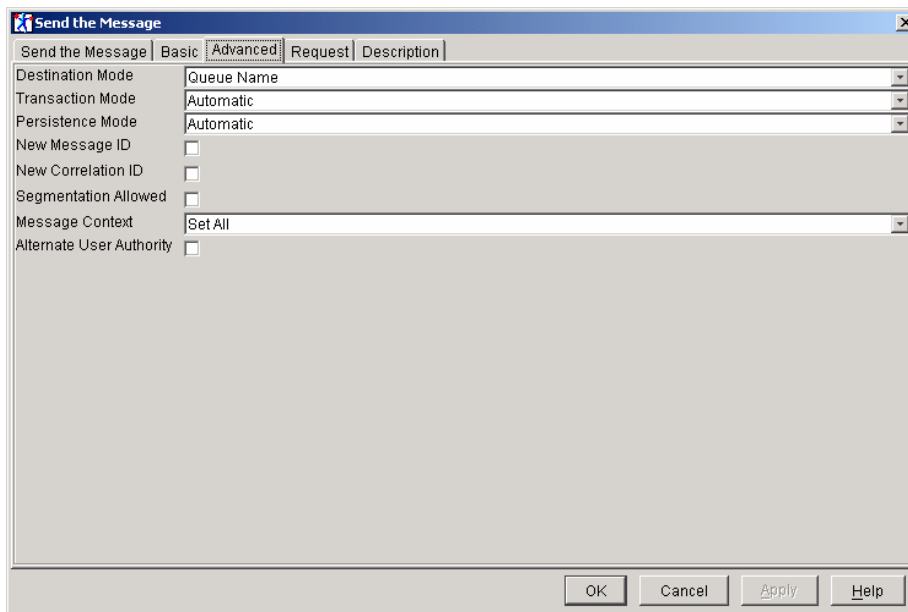 Send the Message
Send the Message Basic Advanced Request Description
Destination Mode Queue Name
Transaction Mode Automatic
Persistence Mode Automatic
New Message ID
New Correlation ID
Segmentation Allowed
Message Context Set All
Alternate User Authority
OK Cancel Apply Help